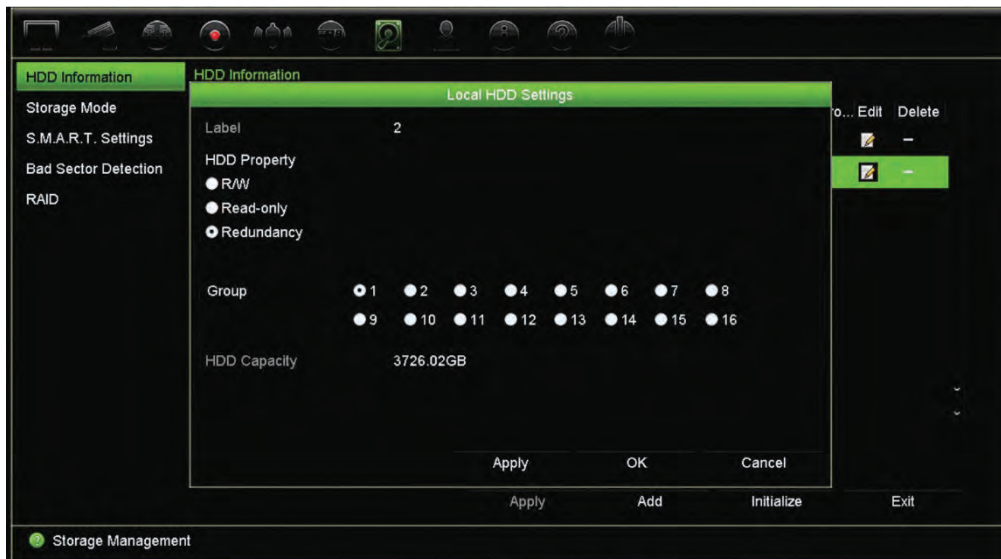 HDD Information
Storage Mode
S.M.A.R.T. Settings
Bad Sector Detection
RAID
HDD Information
ro... Edit Delete
Local HDD Settings
Label 2
HDD Property
R/W
Read-only
Redundancy
Group 1 2 3 4 5 6 7 8
9 10 11 12 13 14 15 16
HDD Capacity 3726.02GB
Apply OK Cancel
Apply Add Initialize Exit
Storage Management